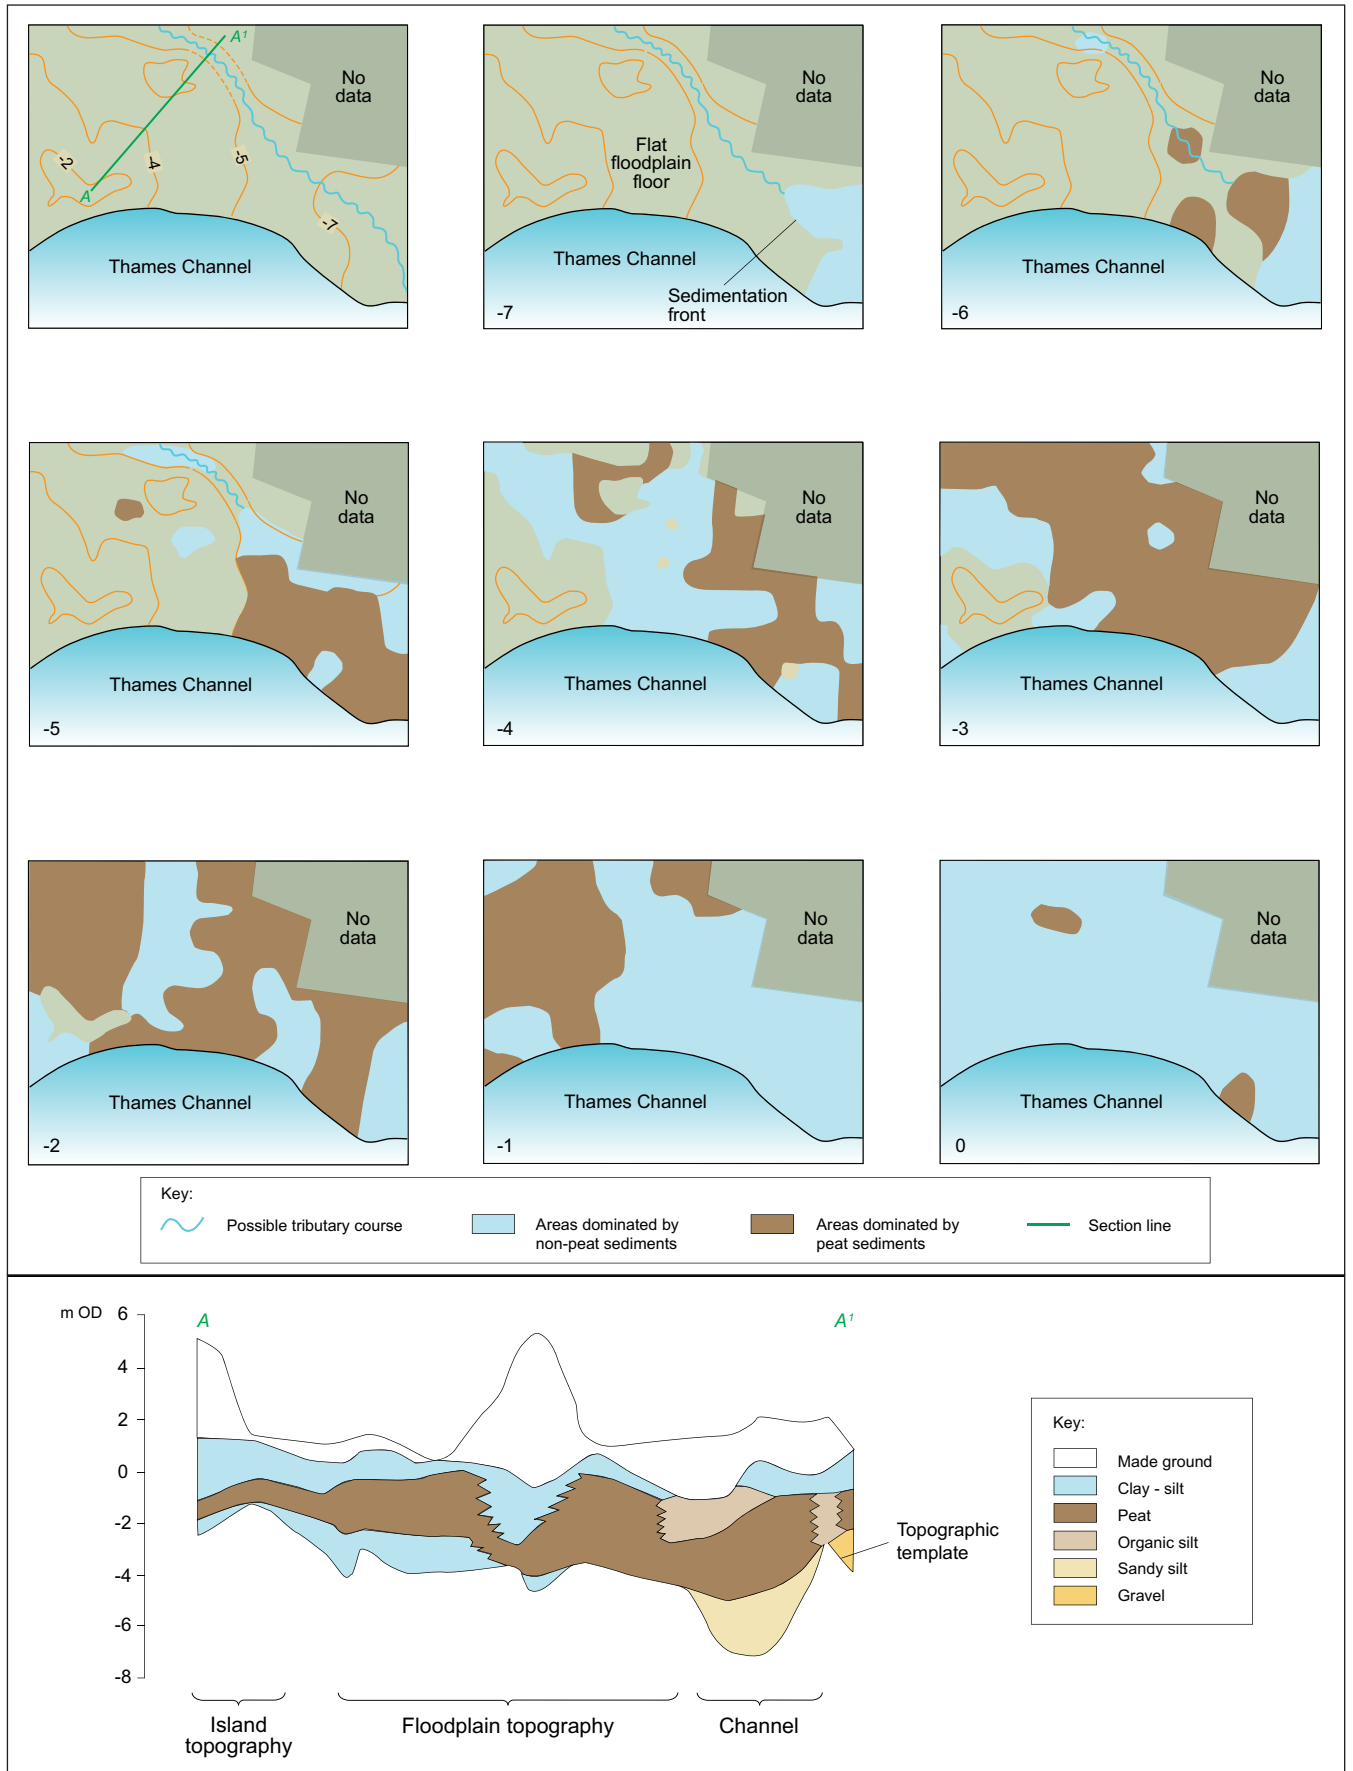 A¹
No
data
-2
-4
-5
A
-7
Thames Channel
No
data
Flat
floodplain
floor
Thames Channel
Sedimentation
front
-7
No
data
Thames Channel
-6
No
data
Thames Channel
-5
No
data
Thames Channel
-4
No
data
Thames Channel
-3
No
data
Thames Channel
-2
No
data
Thames Channel
-1
No
data
Thames Channel
0
Key:
Possible tributary course
Areas dominated by
non-peat sediments
Areas dominated by
peat sediments
Section line
m OD
6
4
2
0
-2
-4
-6
-8
A
A¹
Topographic
template
Key:
Made ground
Clay - silt
Peat
Organic silt
Sandy silt
Gravel
Island
topography
Floodplain topography
Channel